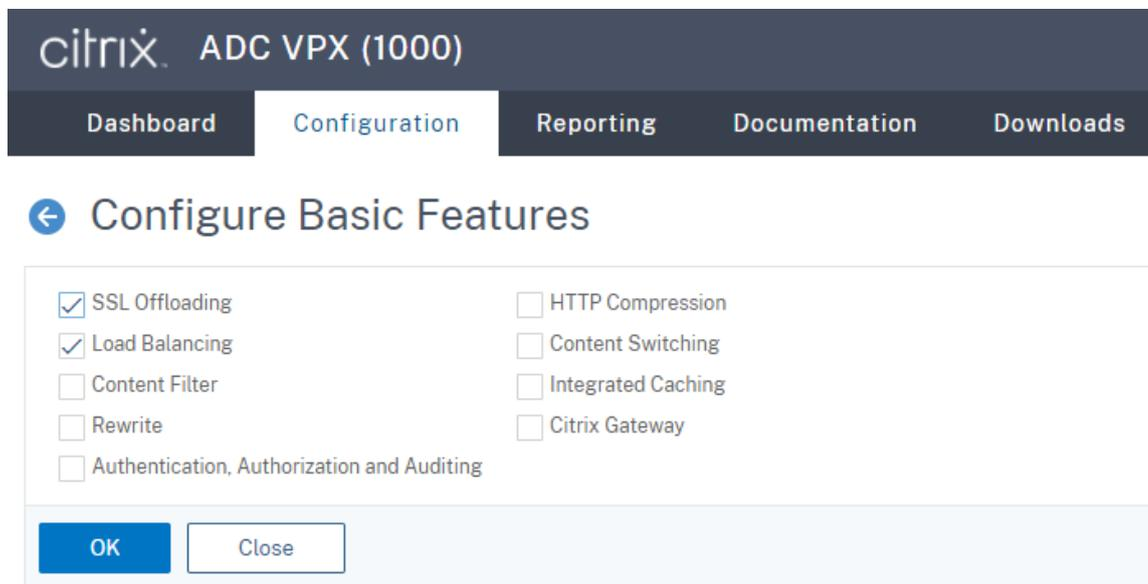 citrix. ADC VPX (1000)
Dashboard Configuration Reporting Documentation Downloads
Configure Basic Features
SSL Offloading
HTTP Compression
Load Balancing
Content Switching
Content Filter
Integrated Caching
Rewrite
Citrix Gateway
Authentication, Authorization and Auditing
OK
Close